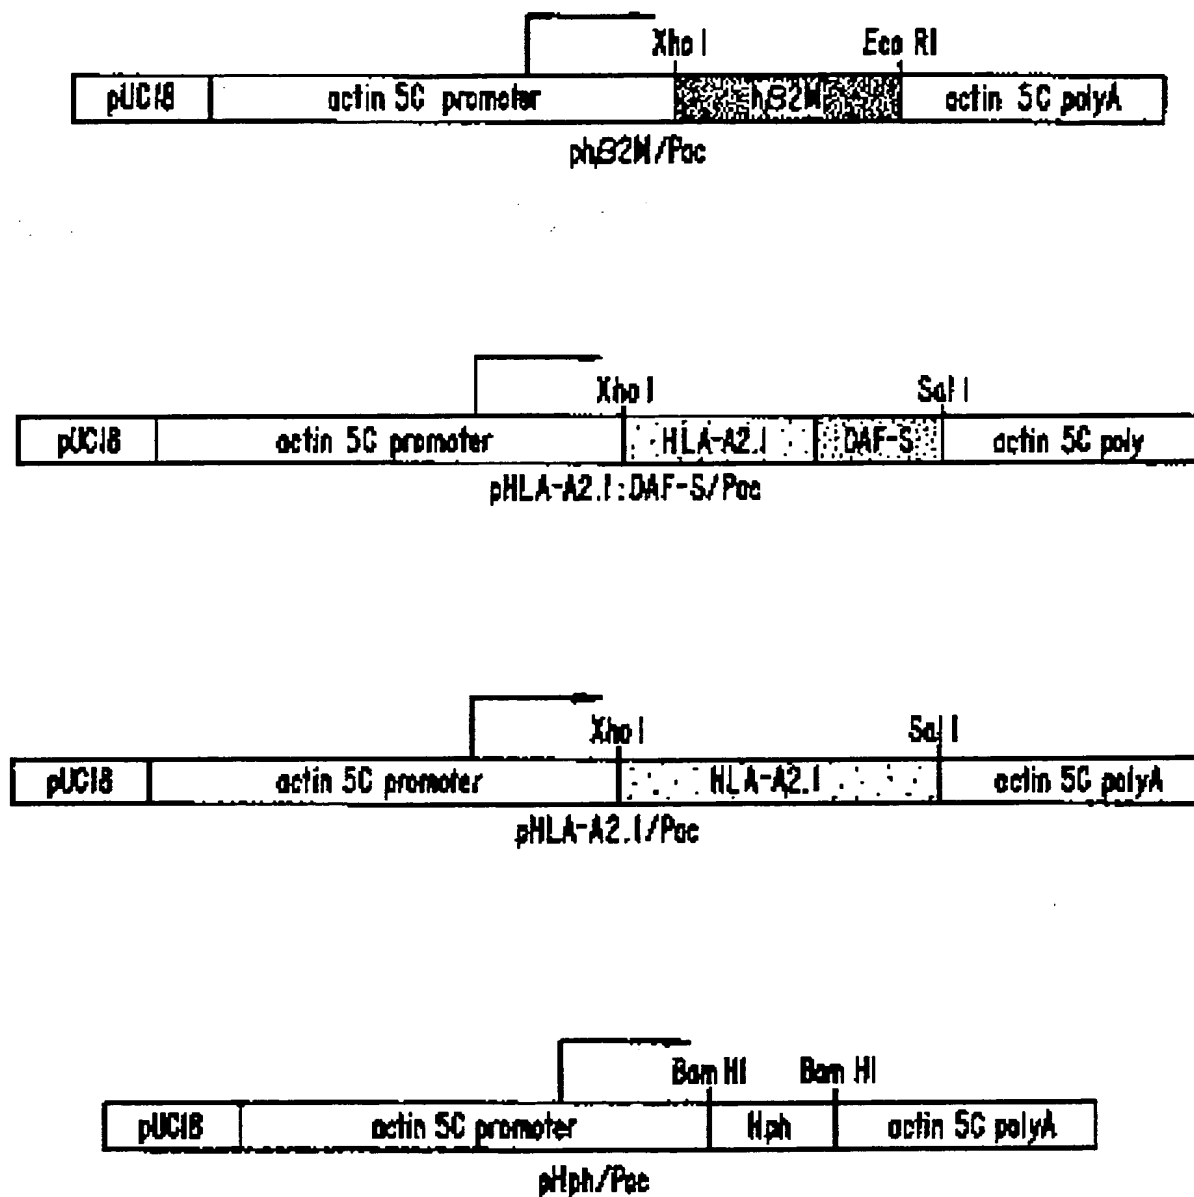 Xho I Eco RI
pUC18 actin 5C promoter hβ2M actin 5C polyA
phβ2M/Pac
Xho I Sal I
pUC18 actin 5C promoter HLA-A2.1 DAF-S actin 5C poly
pHLA-A2.1:DAF-S/Pac
Xho I Sal I
pUC18 actin 5C promoter HLA-A2.1 actin 5C polyA
pHLA-A2.1/Pac
Bam HI Bam HI
pUC18 actin 5C promoter Hph actin 5C polyA
pHph/Pac